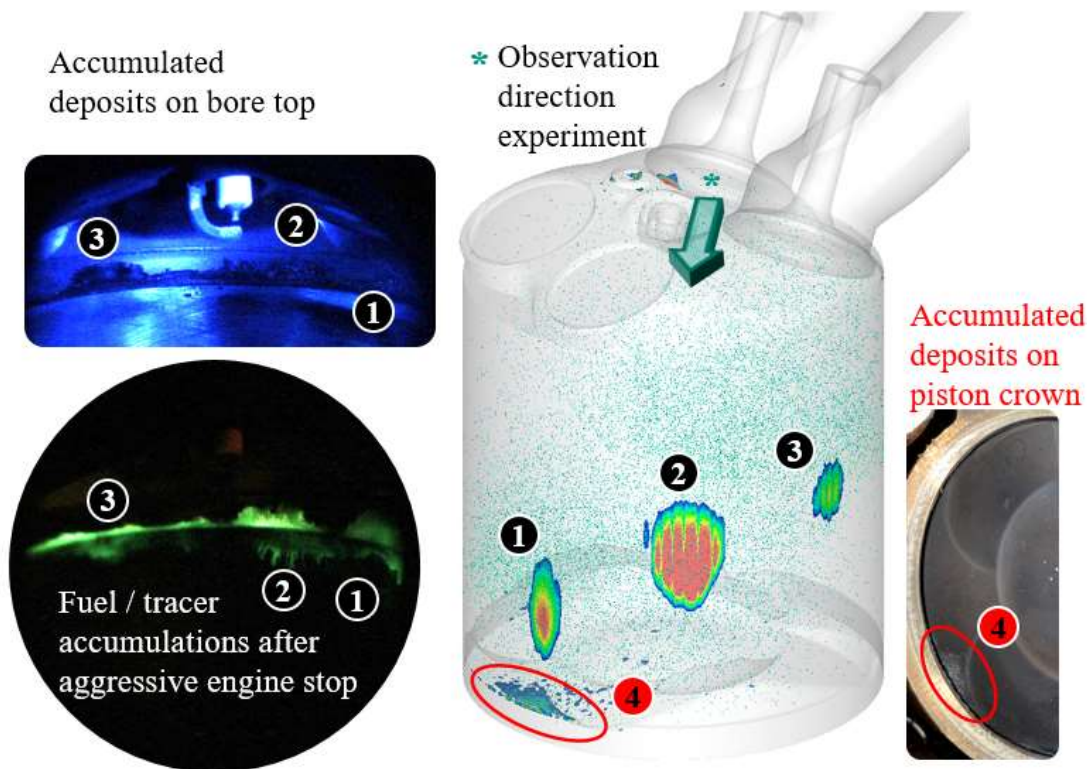 Accumulated
deposits on bore top
* Observation
direction
experiment
3
2
1
3
2
1
Fuel / tracer
accumulations after
aggressive engine stop
*
1
2
3
4
Accumulated
deposits on
piston crown
4